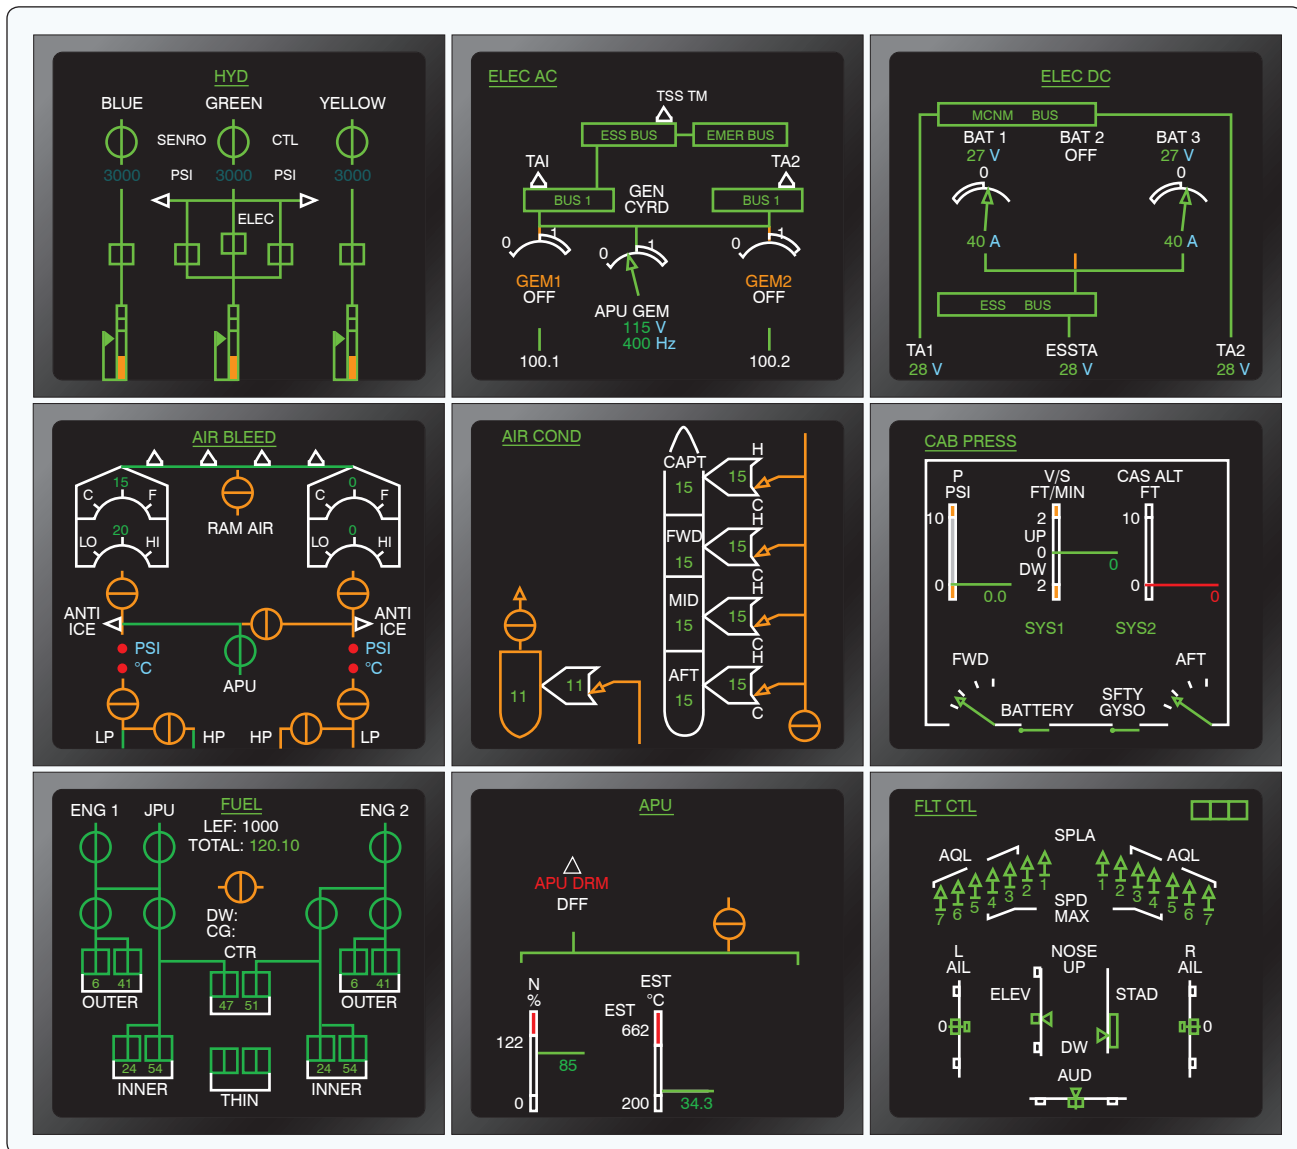 HYD
BLUE GREEN YELLOW
SENRO CTL
3000 PSI 3000 PSI 3000
ELEC
ELEC AC
TSS TM
ESS BUS EMER BUS
TAI TA2
GEN
CYRD
BUS 1 BUS 1
0 1 0 1 0 1
GEM1 GEM2
OFF OFF
APU GEM
115 V
400 Hz
100.1 100.2
ELEC DC
MCNM BUS
BAT 1 BAT 2 BAT 3
27 V OFF 27 V
0 0
40 A 40 A
ESS BUS
TA1 ESSTA TA2
28 V 28 V 28 V
AIR BLEED
15 0
C F C F
RAM AIR
20 0
LO HI LO HI
ANTI ICE ANTI ICE
PSI PSI
°C °C
APU
LP HP HP LP
AIR COND
H
CAPT
15 15
C
H
FWD
15 15
C
H
MID
15 15
C
H
AFT
15 15
C
11 11
CAB PRESS
P V/S CAS ALT
PSI FT/MIN FT
10 2 10
UP
0 0
DW
0 2 0
0.0 0
SYS1 SYS2
FWD AFT
BATTERY SFTY
GYSO
FUEL
ENG 1 JPU ENG 2
LEF: 1000
TOTAL: 120.10
DW:
CG:
CTR
6 41 6 41
OUTER 47 51 OUTER
24 54 24 54
INNER THIN INNER
APU
APU DRM
DFF
N
%
EST
°C
EST
122 662
85
0 200 34.3
FLT CTL
SPLA
AQL AQL
7 6 5 4 3 2 1 1 2 3 4 5 6 7
SPD
MAX
L
AIL
NOSE
UP
R
AIL
ELEV STAD
0 0
DW
AUD